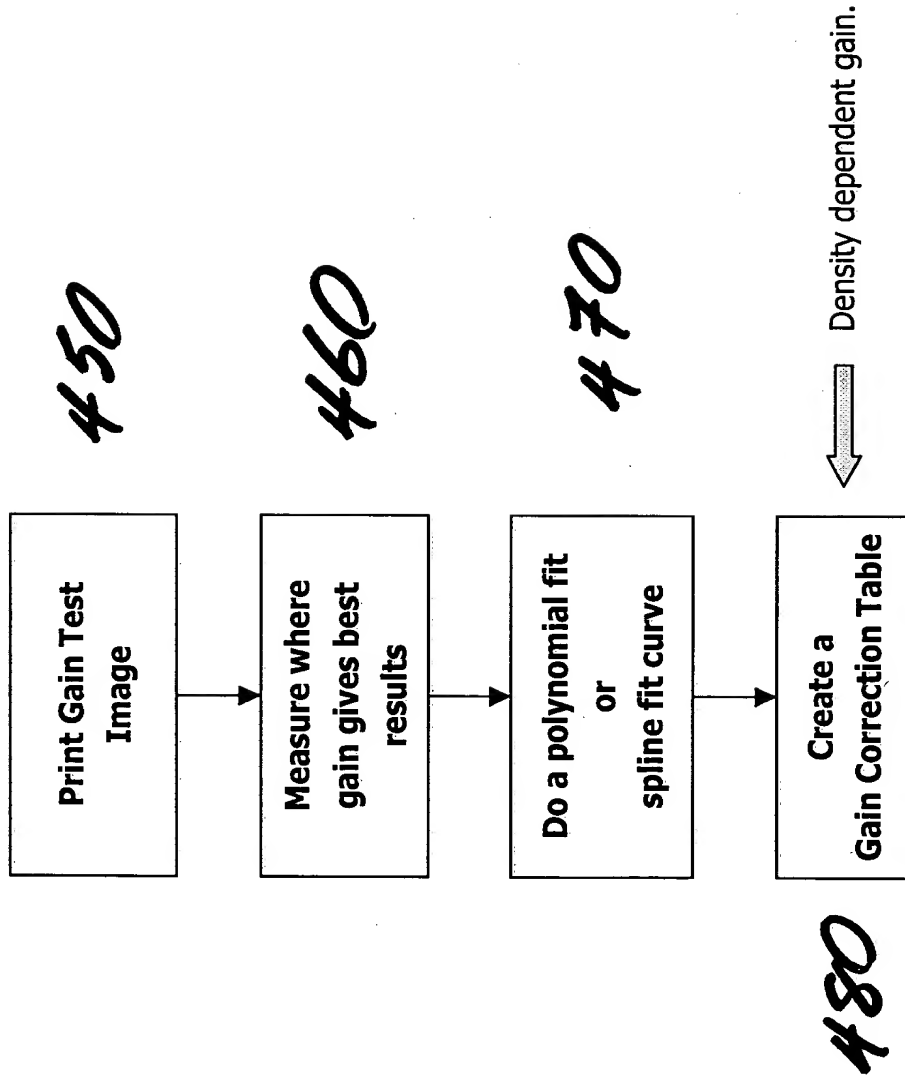 Print Gain Test
Image
450
Measure where
gain gives best
results
460
Do a polynomial fit
or
spline fit curve
470
Create a
Gain Correction Table
480
Density dependent gain.